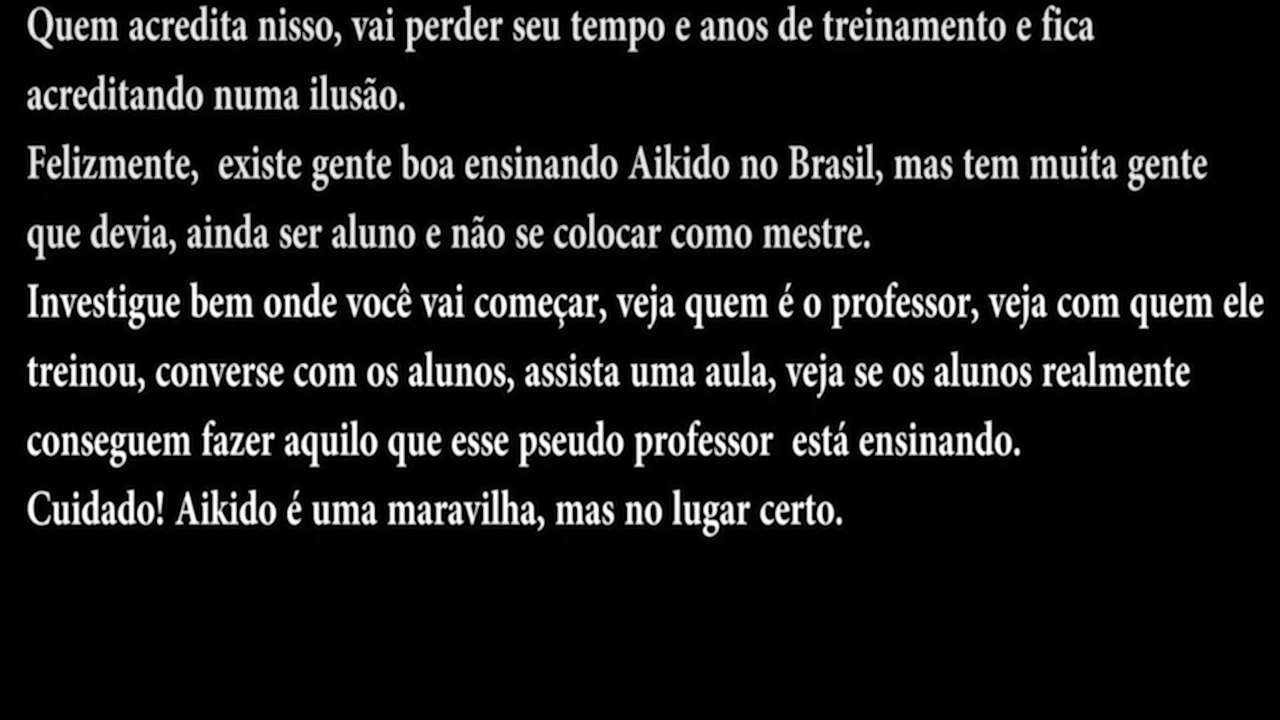 Quem acredita nisso, vai perder seu tempo e anos de treinamento e fica
acreditando numa ilusão.
Felizmente,  existe gente boa ensinando Aikido no Brasil, mas tem muita gente
que devia, ainda ser aluno e não se colocar como mestre.
Investigue bem onde você vai começar, veja quem é o professor, veja com quem ele
treinou, converse com os alunos, assista uma aula, veja se os alunos realmente
conseguem fazer aquilo que esse pseudo professor  está ensinando.
Cuidado! Aikido é uma maravilha, mas no lugar certo.